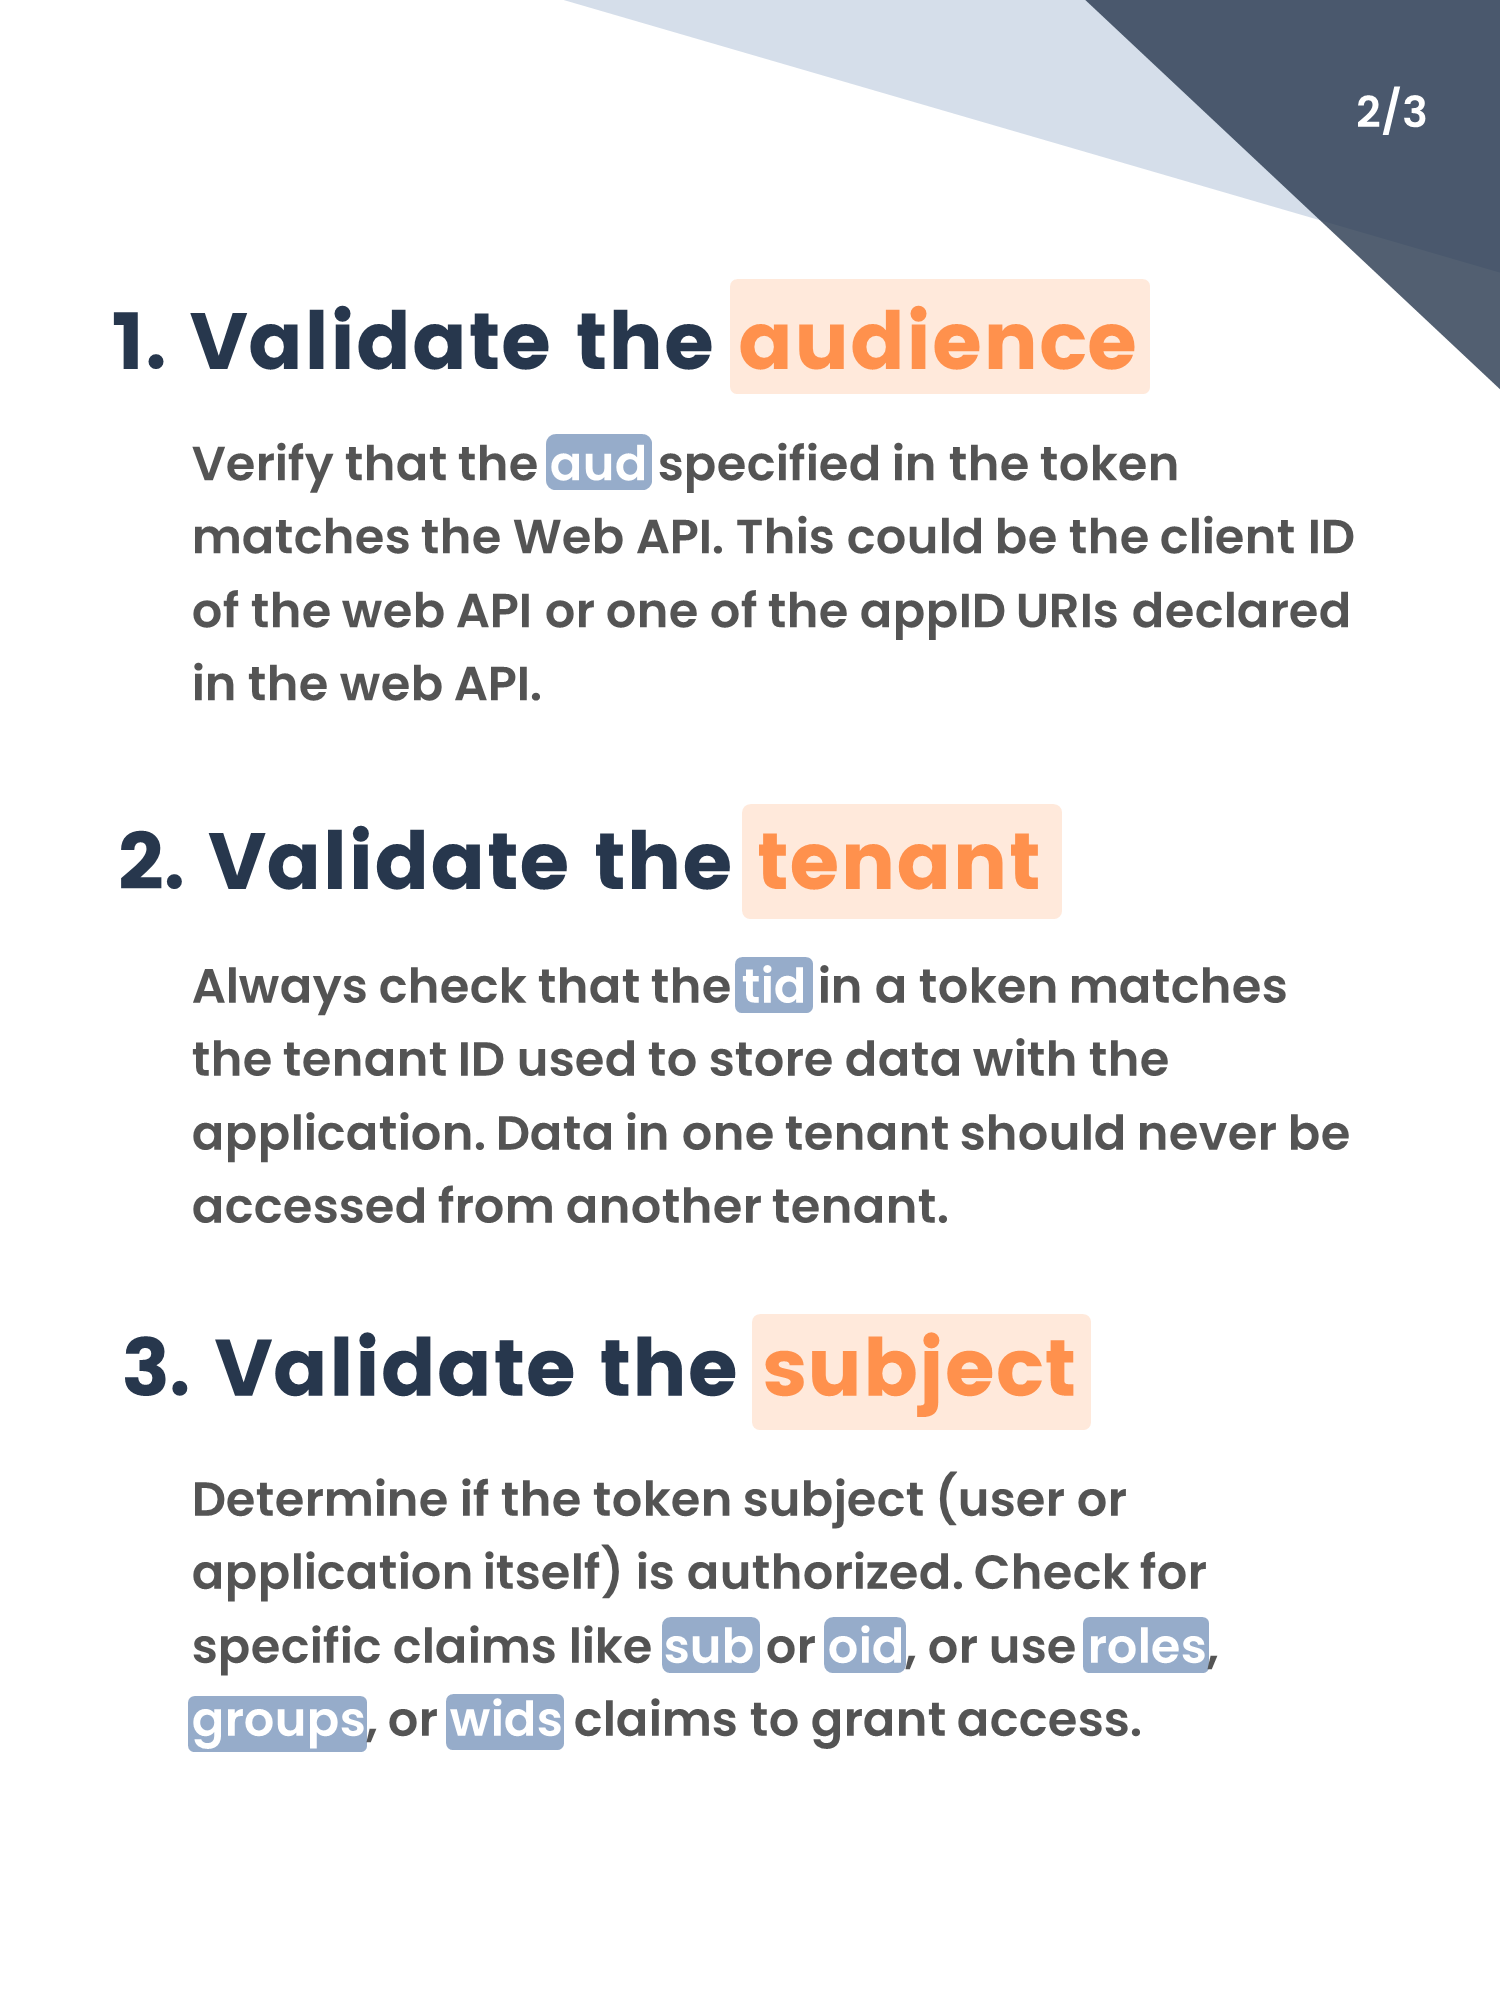 2/3
1. Validate the audience
Verify that the aud specified in the token
matches the Web API. This could be the client ID
of the web API or one of the appID URIs declared
in the web API.
2. Validate the tenant
Always check that the tid in a token matches
the tenant ID used to store data with the
application. Data in one tenant should never be
accessed from another tenant.
3. Validate the subject
Determine if the token subject (user or
application itself) is authorized. Check for
specific claims like sub or oid, or use roles,
groups, or wids claims to grant access.